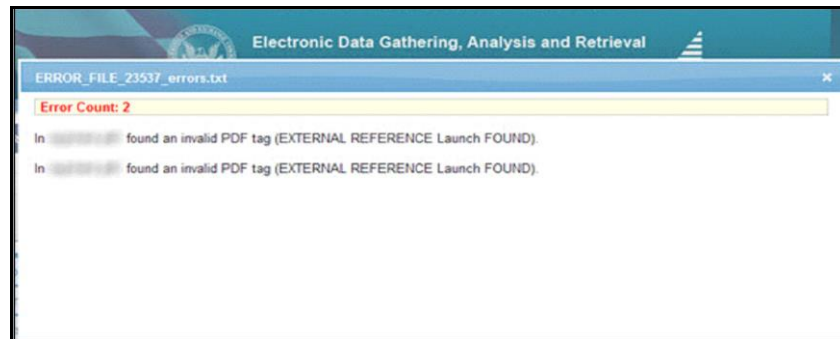 Electronic Data Gathering, Analysis and Retrieval
ERROR_FILE_23537_errors.txt
Error Count: 2
In found an invalid PDF tag (EXTERNAL REFERENCE Launch FOUND).
In found an invalid PDF tag (EXTERNAL REFERENCE Launch FOUND).